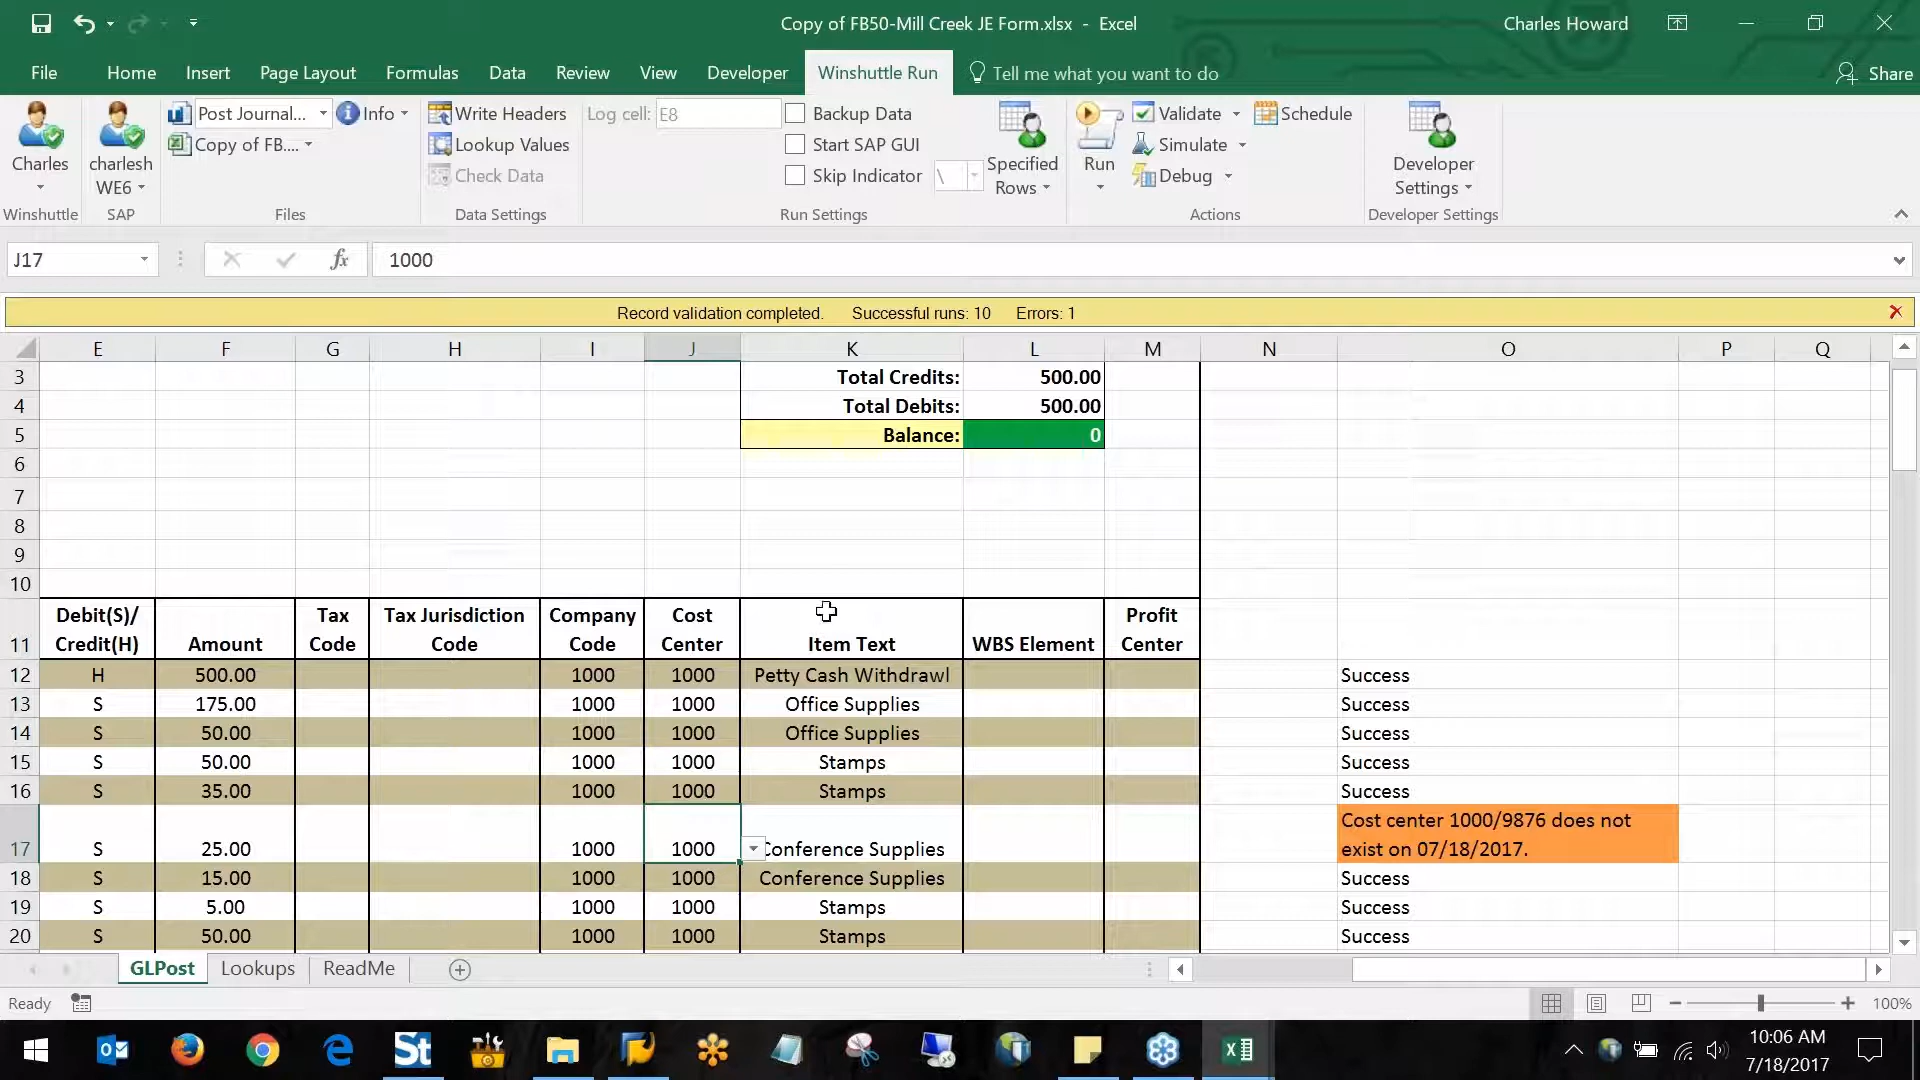 Copy of FB50-Mill Creek JE Form.xlsx - Excel
Charles Howard
File Home Insert Page Layout Formulas Data Review View Developer Winshuttle Run Tell me what you want to do Share
Charles
Winshuttle
charlesh
WE6
SAP
Post Journal...
Info
Copy of FB....
Files
Write Headers
Lookup Values
Check Data
Data Settings
Log cell: E8
Backup Data
Start SAP GUI
Skip Indicator \
Specified
Rows
Run Settings
Run
Validate
Schedule
Simulate
Debug
Actions
Developer
Settings
Developer Settings
J17 fx 1000
Record validation completed. Successful runs: 10 Errors: 1
E F G H I J K L M N O P Q
3 Total Credits: 500.00
4 Total Debits: 500.00
5 Balance: 0
6
7
8
9
10
Debit(S)/ Tax Tax Jurisdiction Company Cost Profit
11 Credit(H) Amount Code Code Code Center Item Text WBS Element Center
12 H 500.00 1000 1000 Petty Cash Withdrawl Success
13 S 175.00 1000 1000 Office Supplies Success
14 S 50.00 1000 1000 Office Supplies Success
15 S 50.00 1000 1000 Stamps Success
16 S 35.00 1000 1000 Stamps Success
Cost center 1000/9876 does not
17 S 25.00 1000 1000 Conference Supplies exist on 07/18/2017.
18 S 15.00 1000 1000 Conference Supplies Success
19 S 5.00 1000 1000 Stamps Success
20 S 50.00 1000 1000 Stamps Success
GLPost Lookups ReadMe
Ready 100%
St
10:06 AM
7/18/2017